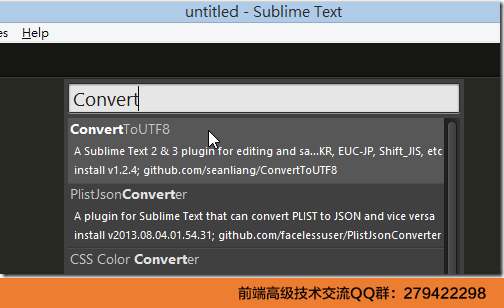 untitled - Sublime Text
es Help
Convert
ConvertToUTF8
A Sublime Text 2 & 3 plugin for editing and sa...KR, EUC-JP, Shift_JIS, etc
install v1.2.4; github.com/seanliang/ConvertToUTF8
PlistJsonConverter
A plugin for Sublime Text that can convert PLIST to JSON and vice versa
install v2013.08.04.01.54.31; github.com/facelessuser/PlistJsonConverter
CSS Color Converter
前端高级技术交流QQ群：279422298